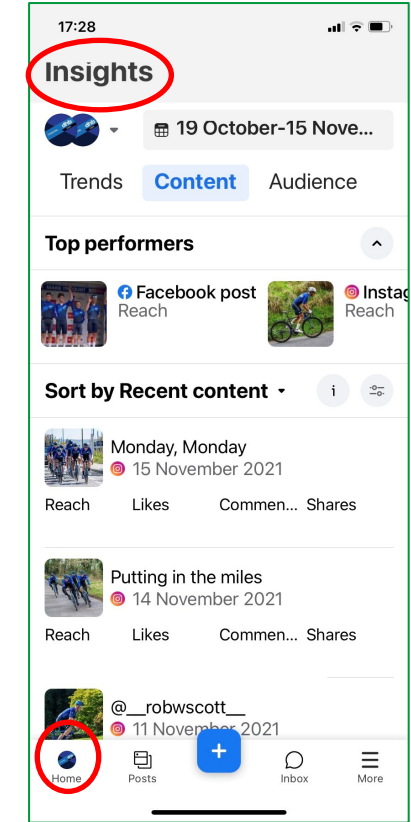 17:28
Insights
19 October-15 Nove...
Trends Content Audience
Top performers
Facebook post
Reach
Instag
Reach
Sort by Recent content
i
Monday, Monday
15 November 2021
Reach Likes Commen... Shares
Putting in the miles
14 November 2021
Reach Likes Commen... Shares
@__robwscott__
11 November 2021
+
Home Posts Inbox More